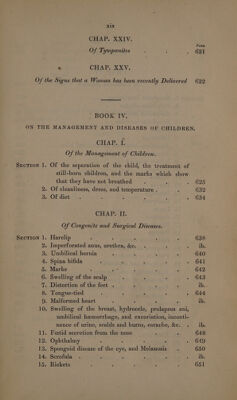 xix
CHAP. XXIV.
PAGE
Of Tympanites . . . 621
CHAP. XXV.
Of the Signs that a Woman has been recently Delivered 622
BOOK IV.
ON THE MANAGEMENT AND DISEASES OF CHILDREN.
CHAP. I.
Of the Management of Children.
SECTION 1. Of the separation of the child, the treatment of
still-born children, and the marks which show
that they have not breathed . . . 625
2. Of cleanliness, dress, and temperature . . . 632
3. Of diet . . . . . 634
CHAP. II.
Of Congenite and Surgical Diseases.
SECTION 1. Harelip . . . . . 638
2. Imperforated anus, urethra, &c. . . . ib.
3. Umbilical hernia . . . . 640
4. Spina bifida . . . . 641
5. Marks . . . . . 642
6. Swelling of the scalp . . . . 643
7. Distortion of the feet . . . . ib.
8. Tongue-tied . . . . . 644
9. Malformed heart . . . . ib.
10. Swelling of the breast, hydrocele, prolapsus ani,
umbilical hæmorrhage, and excoriation, inconti-
nence of urine, scalds and burns, earache, &c. . ib.
11. Foetid secretion from the nose . . . 648
12. Ophthalmy . . . . . 649
13. Spongoid disease of the eye, and Melanosis . . 650
14. Scrofula . . . . . ib.
15. Rickets . . . . . 651